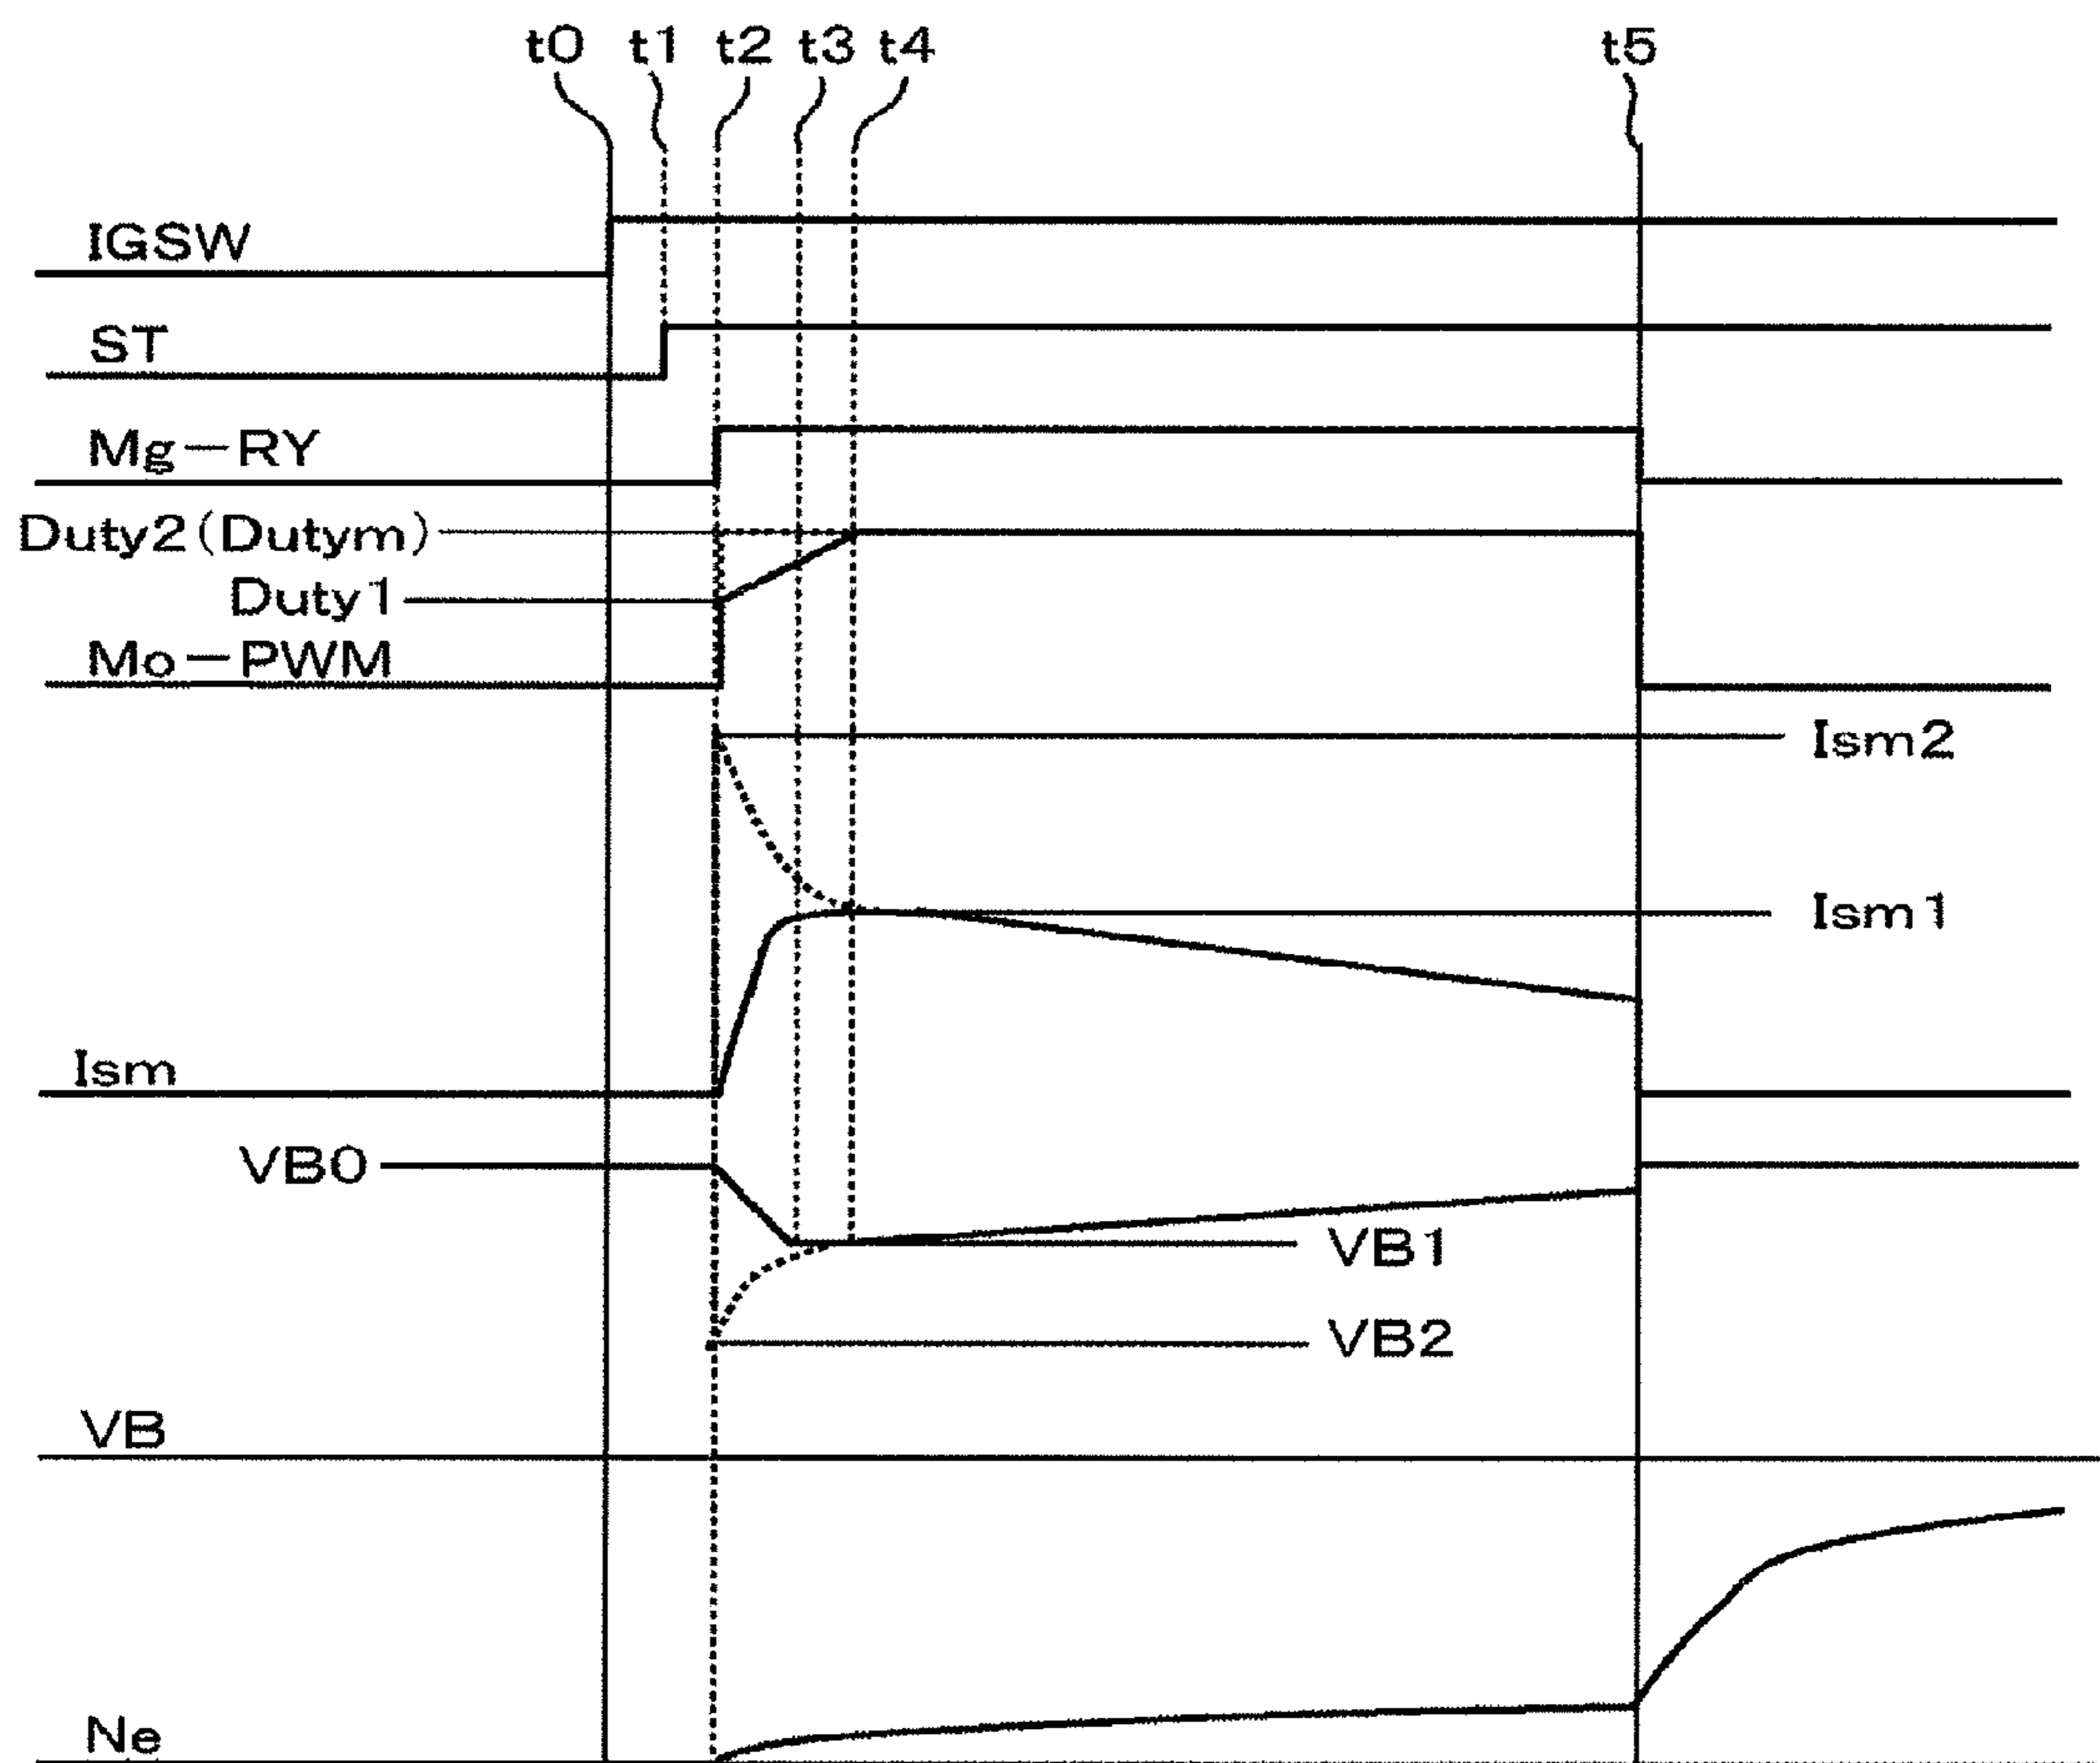 t0 t1 t2 t3 t4 t5
IGSW
ST
Mg－RY
Duty2(Dutym)
Duty1
Mo－PWM
Ism2
Ism1
Ism
VB0
VB1
VB2
VB
Ne